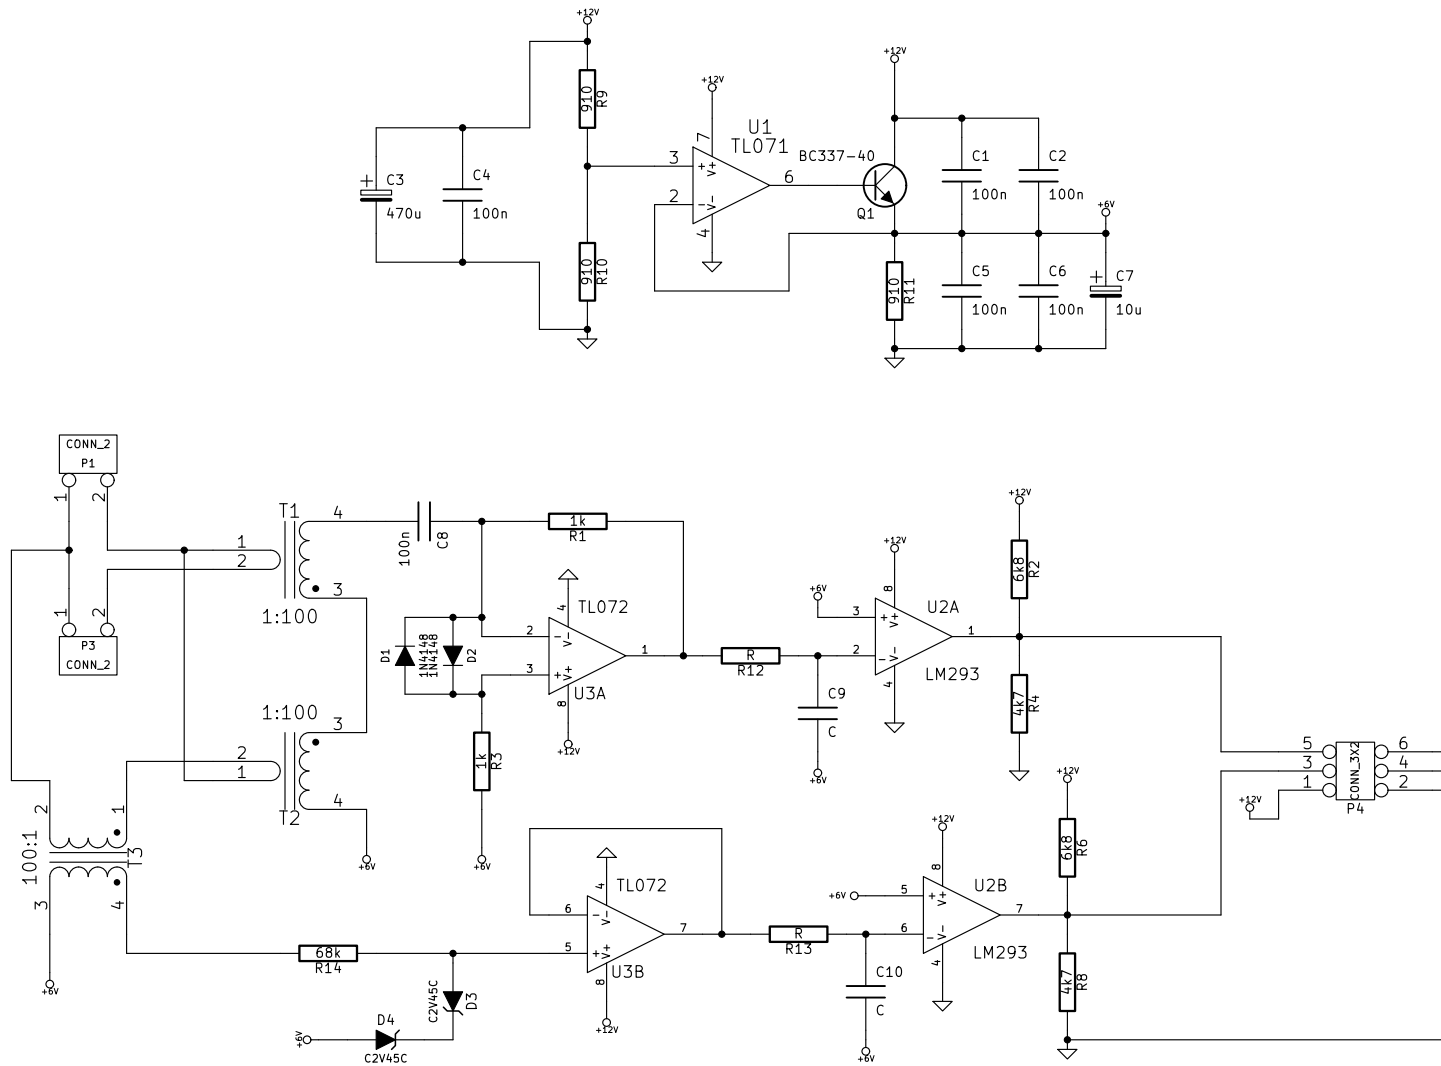 +12V
+12V
910
R9
+12V
U1
TL071
7
3
+
V+
6
2
-
V-
4
BC337-40
Q1
C1
100n
C2
100n
+
C3
470u
C4
100n
910
R10
910
R11
C5
100n
C6
100n
+6V
+
C7
10u
CONN_2
P1
1
2
1
2
P3
CONN_2
T1
4
1
2
3
1:100
100n
C8
1k
R1
4
TL072
2
-
V-
1
3
+
V+
8
U3A
+12V
D1
1N4148
1N4148
D2
1k
R3
+6V
1:100
3
2
1
4
T2
+6V
2
1
100:1
T3
3
4
+6V
R
R12
C9
C
+6V
+6V
+12V
8
U2A
3
+
V+
1
2
-
V-
4
LM293
+12V
6k8
R2
4k7
R4
5
3
1
CONN_3X2
6
4
2
P4
+12V
4
TL072
6
-
V-
7
5
+
V+
8
U3B
+12V
68k
R14
C2V45C
D3
D4
C2V45C
+6V
R
R13
C10
C
+6V
+6V
+12V
8
U2B
5
+
V+
7
6
-
V-
4
LM293
+12V
6k8
R6
4k7
R8